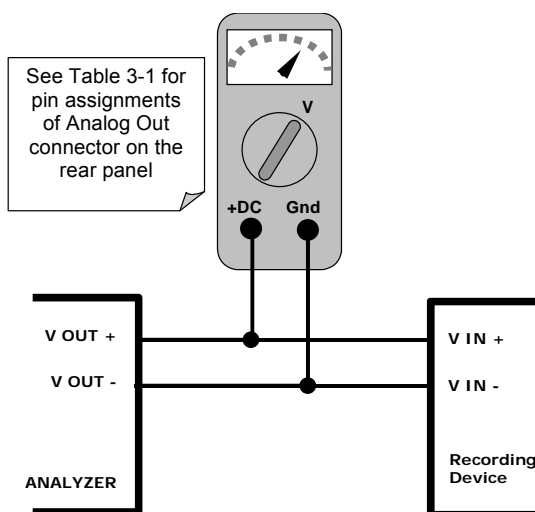 See Table 3-1 for
pin assignments
of Analog Out
connector on the
rear panel
V
+DC Gnd
V OUT +
V OUT -
ANALYZER
V IN +
V IN -
Recording
Device